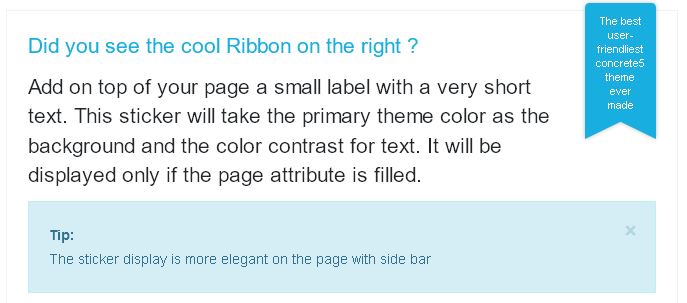 Did you see the cool Ribbon on the right ?
Add on top of your page a small label with a very short
text. This sticker will take the primary theme color as the
background and the color contrast for text. It will be
displayed only if the page attribute is filled.
The best
user-
friendliest
concrete5
theme
ever
made
Tip:
×
The sticker display is more elegant on the page with side bar